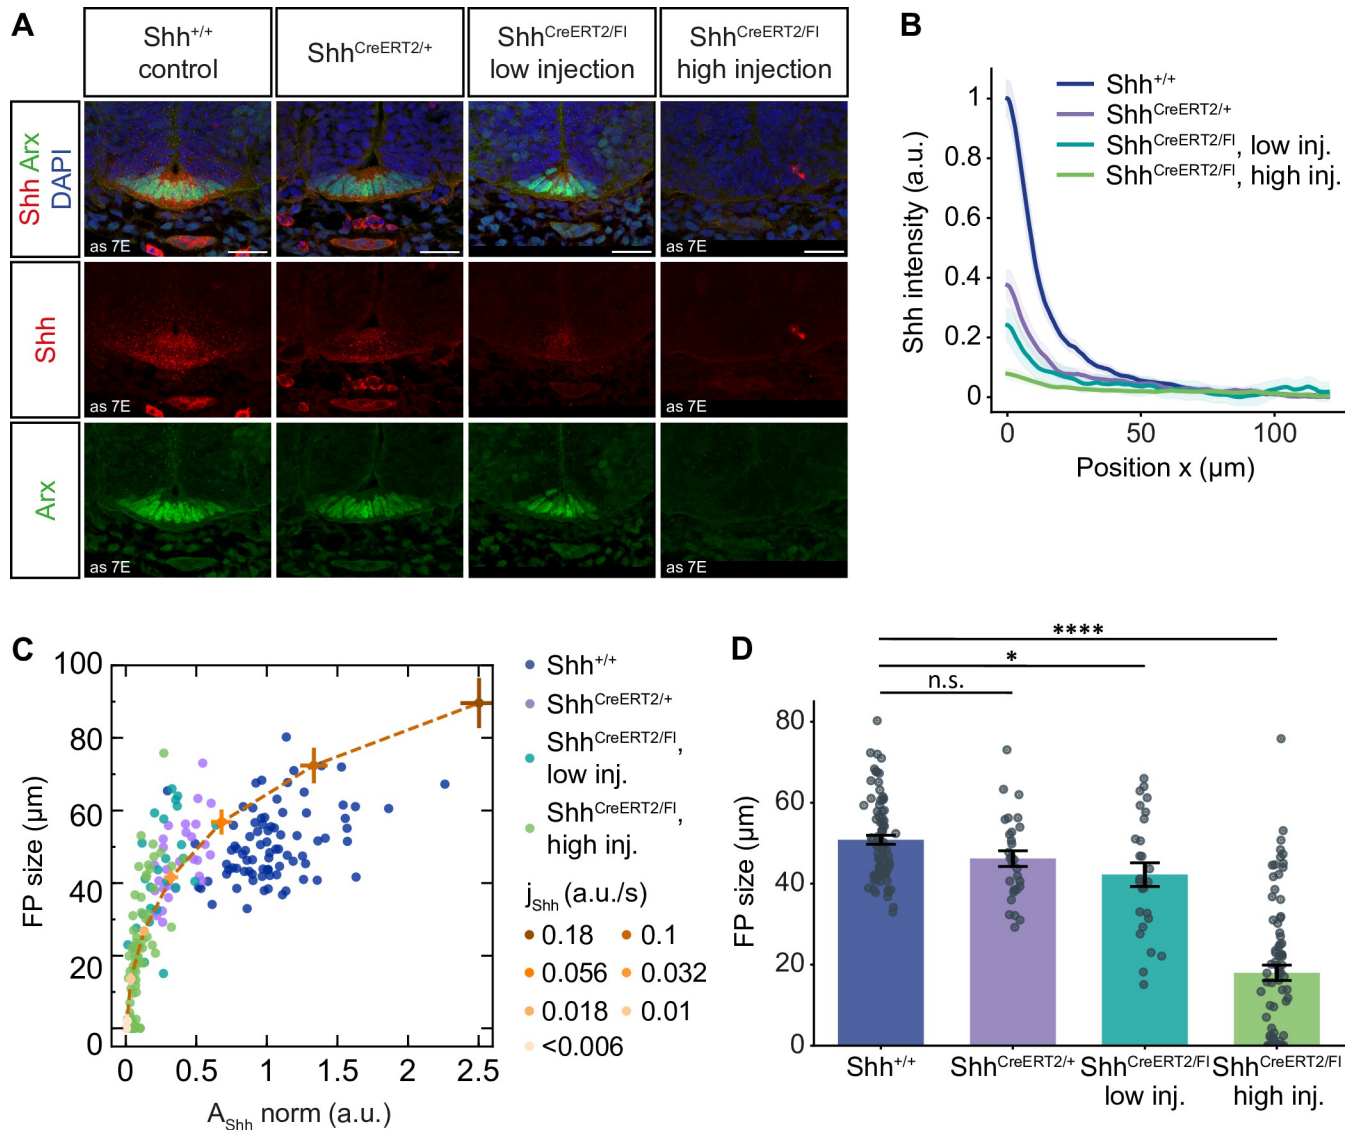 A
Shh+/+
control
ShhCreERT2/+
ShhCreERT2/Fl
low injection
ShhCreERT2/Fl
high injection
Shh Arx
DAPI
as 7E
as 7E
Shh
as 7E
as 7E
as 7E
Arx
as 7E
as 7E
B
Shh+/+
ShhCreERT2/+
ShhCreERT2/Fl, low inj.
ShhCreERT2/Fl, high inj.
Shh intensity (a.u.)
1
0.8
0.6
0.4
0.2
0
0
50
100
Position x (µm)
C
FP size (µm)
100
80
60
40
20
0
0
0.5
1
1.5
2
2.5
AShh norm (a.u.)
Shh+/+
ShhCreERT2/+
ShhCreERT2/Fl,
low inj.
ShhCreERT2/Fl,
high inj.
jShh (a.u./s)
0.18
0.1
0.056
0.032
0.018
0.01
<0.006
D
****
*
n.s.
FP size (µm)
80
60
40
20
0
Shh+/+
ShhCreERT2/+
ShhCreERT2/Fl
low inj.
ShhCreERT2/Fl
high inj.